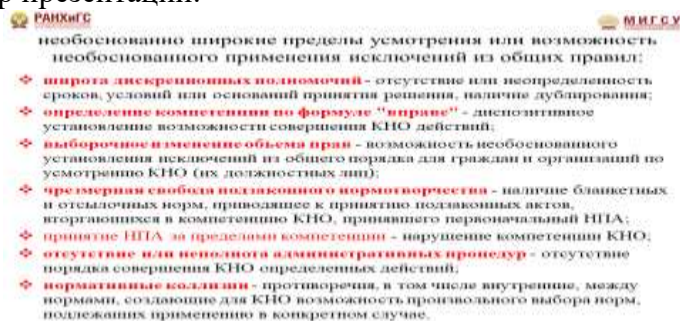 р презентации.
РАНХиГС
МИГСУ
необоснованно широкие пределы усмотрения или возможность
необоснованного применения исключений из общих правил:
❖ широта дискреционных полномочий - отсутствие или неопределенность
сроков, условий или оснований принятия решения, наличие дублирования;
❖ определение компетенции по формуле "вправе" - диспозитивное
установление возможности совершения КНО действий;
❖ выборочное изменение объема прав - возможность необоснованного
установления исключений из общего порядка для граждан и организаций по
усмотрению КНО (их должностных лиц);
❖ чрезмерная свобода подзаконного нормотворчества - наличие бланкетных
и отсылочных норм, приводящее к принятию подзаконных актов,
вторгающихся в компетенцию КНО, принявшего первоначальный НПА;
❖ принятие НПА за пределами компетенции - нарушение компетенции КНО;
❖ отсутствие или неполнота административных процедур - отсутствие
порядка совершения КНО определенных действий;
❖ нормативные коллизии - противоречия, в том числе внутренние, между
нормами, создающие для КНО возможность произвольного выбора норм,
подлежащих применению в конкретном случае.